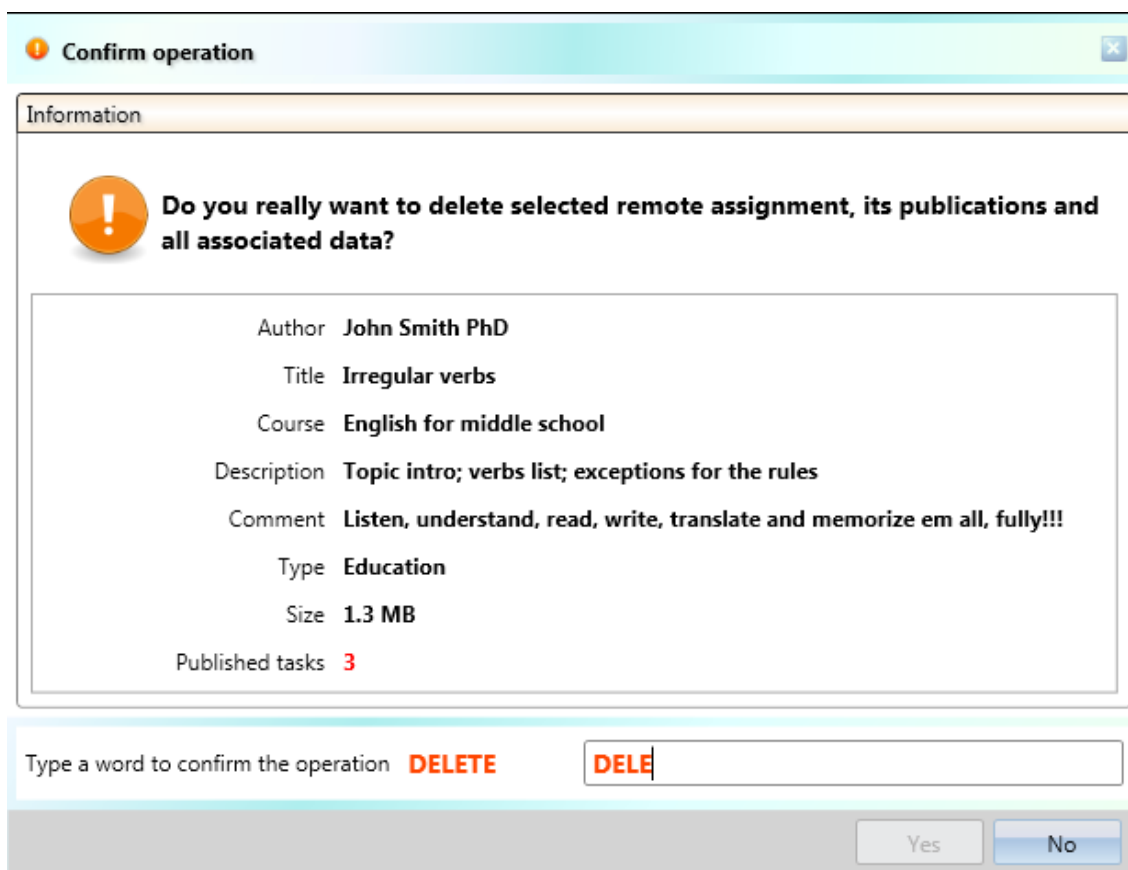 Confirm operation
Information
Do you really want to delete selected remote assignment, its publications and
all associated data?
Author John Smith PhD
Title Irregular verbs
Course English for middle school
Description Topic intro; verbs list; exceptions for the rules
Comment Listen, understand, read, write, translate and memorize em all, fully!!!
Type Education
Size 1.3 MB
Published tasks 3
Type a word to confirm the operation DELETE DELE
Yes No